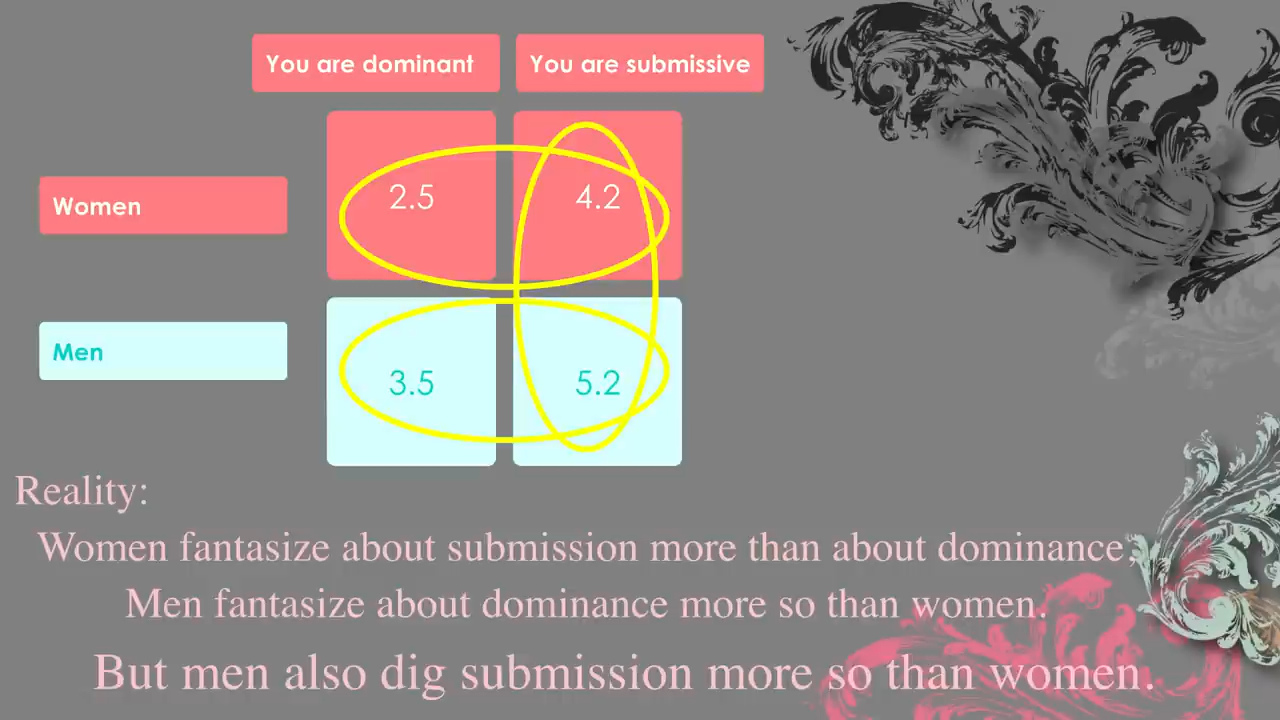 You are dominant You are submissive
Women 2.5 4.2
Men 3.5 5.2
Reality:
Women fantasize about submission more than about dominance;
Men fantasize about dominance more so than women.
But men also dig submission more so than women.